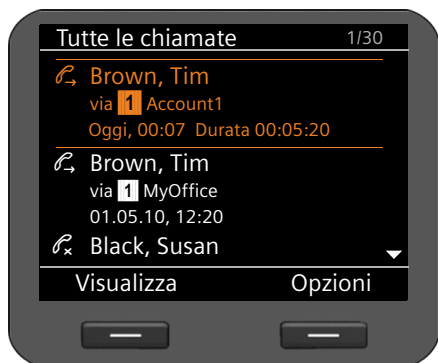 Tutte le chiamate 1/30
Brown, Tim
via 1 Account1
Oggi, 00:07 Durata 00:05:20
Brown, Tim
via 1 MyOffice
01.05.10, 12:20
Black, Susan
Visualizza Opzioni